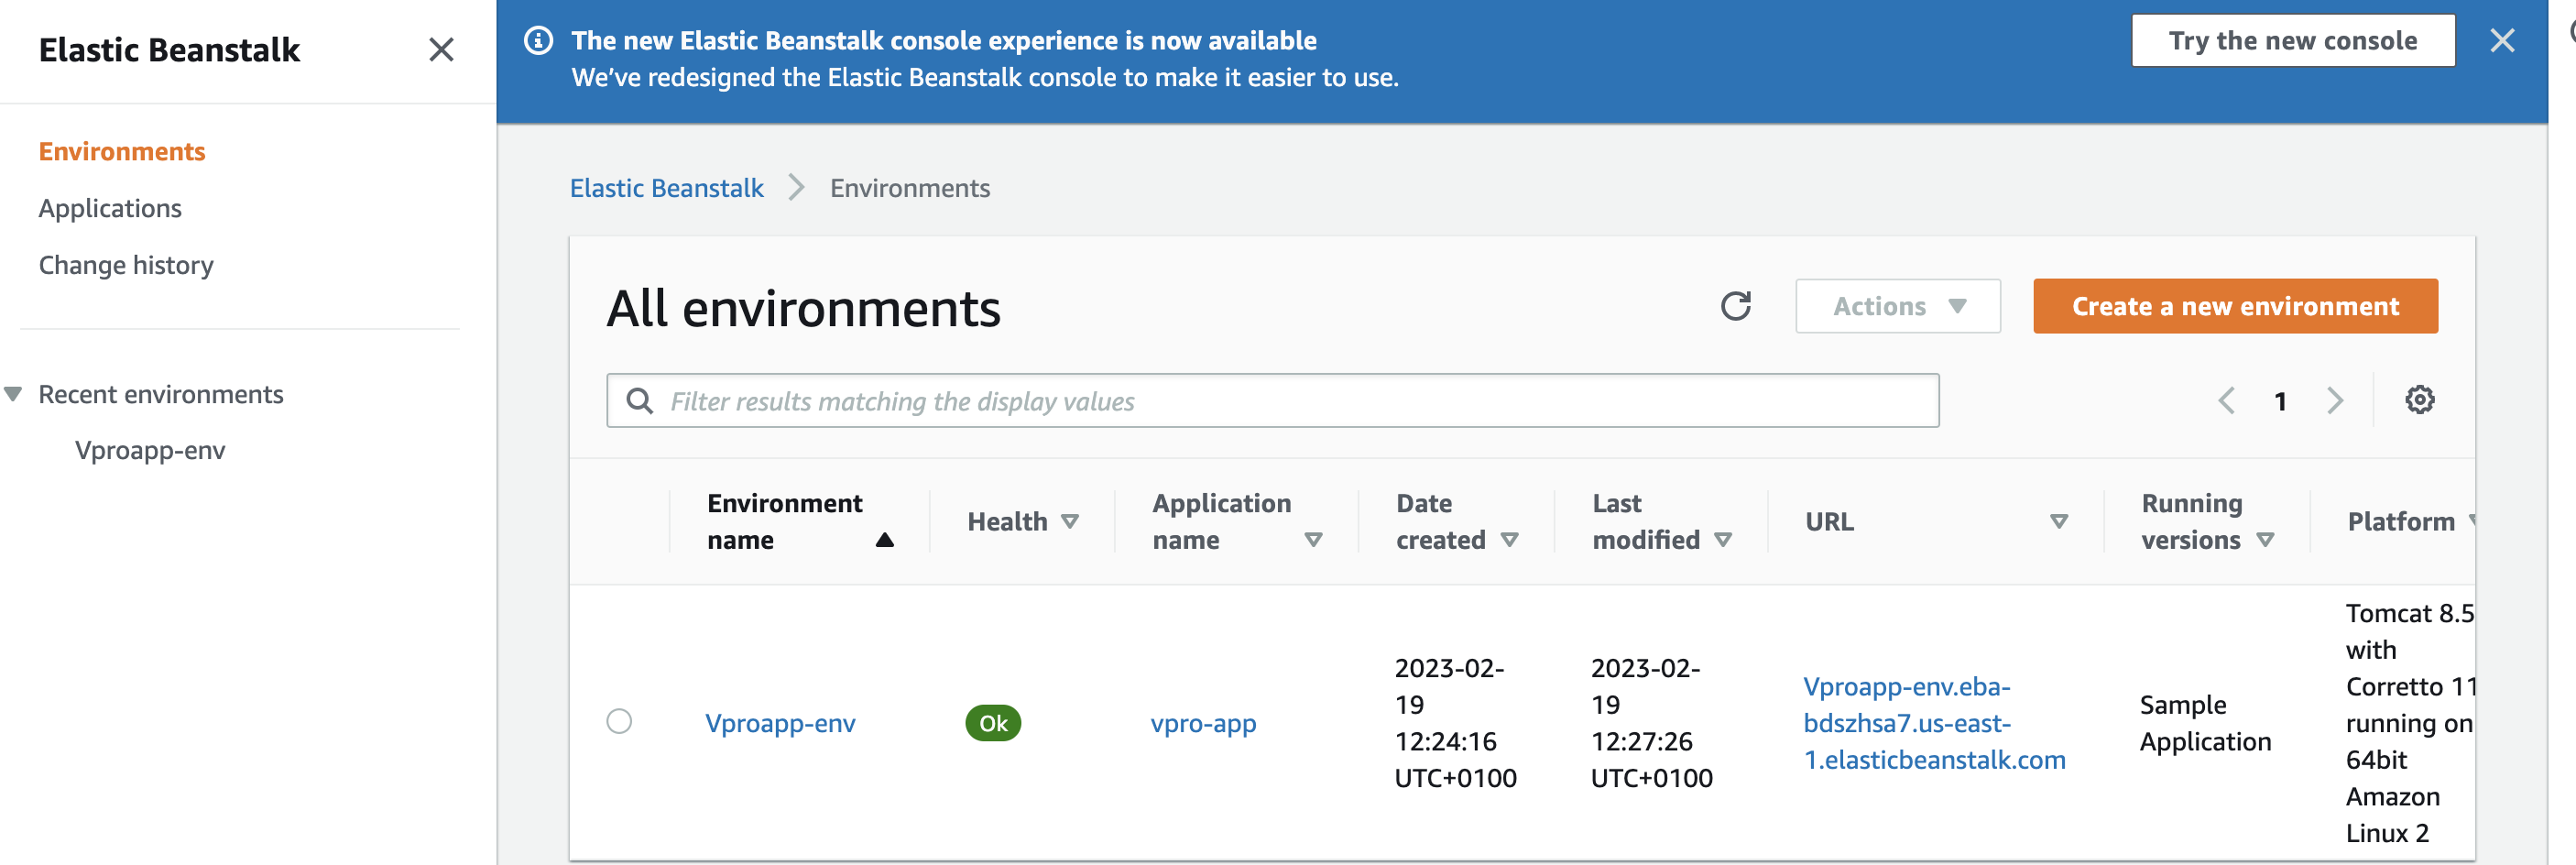 Elastic Beanstalk
Environments
Applications
Change history
Recent environments
Vproapp-env
The new Elastic Beanstalk console experience is now available
We’ve redesigned the Elastic Beanstalk console to make it easier to use.
Try the new console
Elastic Beanstalk
Environments
All environments
Actions
Create a new environment
Filter results matching the display values
1
Environment
name
Health
Application
name
Date
created
Last
modified
URL
Running
versions
Platform
Vproapp-env
Ok
vpro-app
2023-02-
19
12:24:16
UTC+0100
2023-02-
19
12:27:26
UTC+0100
Vproapp-env.eba-
bdszhsa7.us-east-
1.elasticbeanstalk.com
Sample
Application
Tomcat 8.5
with
Corretto 11
running on
64bit
Amazon
Linux 2